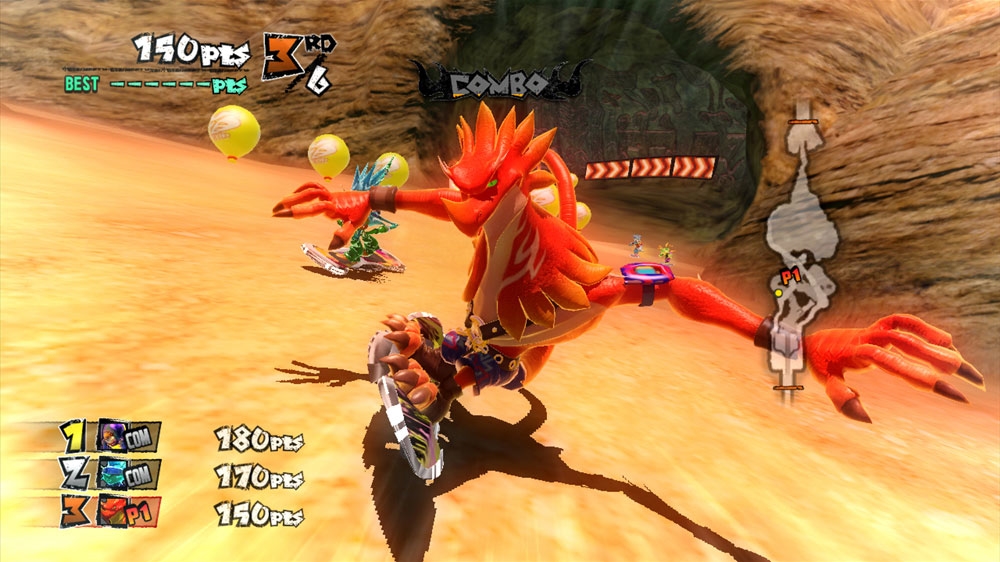 150PTS 3RD/6
BEST ------PTS
COMBO
P1
1 COM 180PTS
2 COM 170PTS
3 P1 150PTS